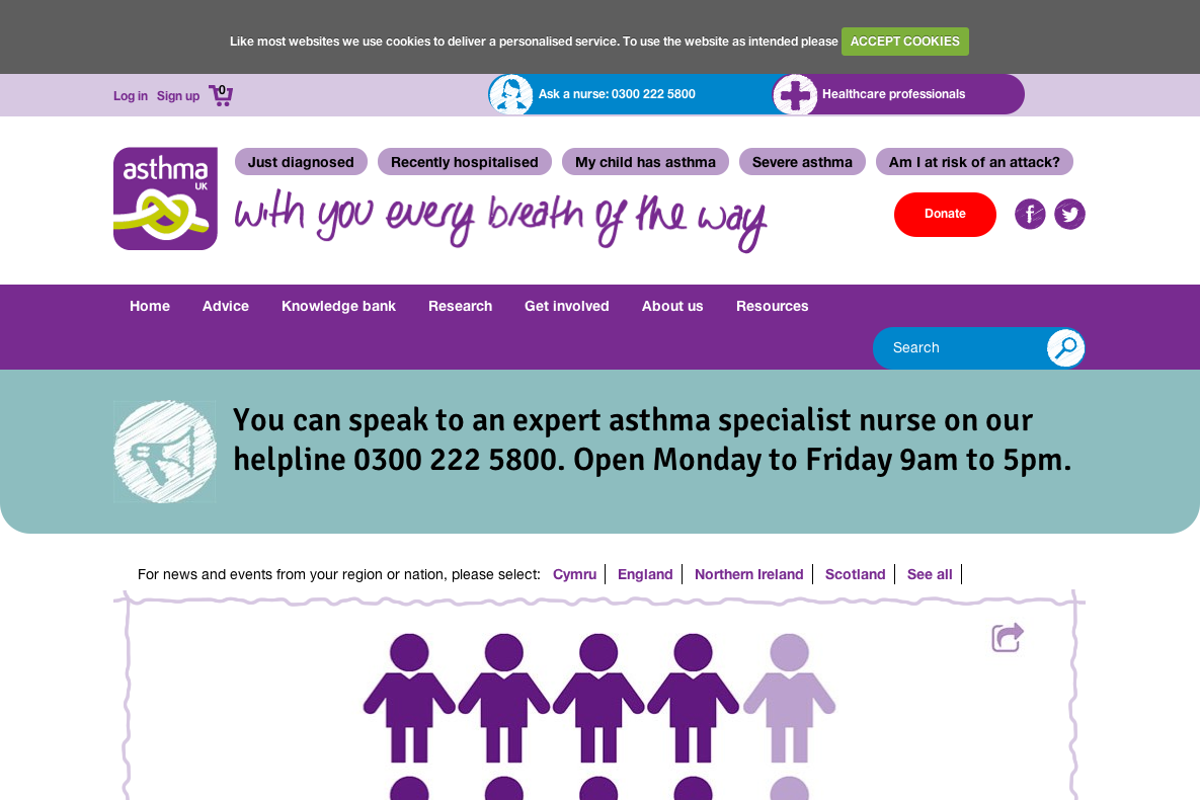 Like most websites we use cookies to deliver a personalised service. To use the website as intended please ACCEPT COOKIES
Log in Sign up 0
Ask a nurse: 0300 222 5800
Healthcare professionals
asthma
UK
Just diagnosed
Recently hospitalised
My child has asthma
Severe asthma
Am I at risk of an attack?
with you every breath of the way
Donate
f
Home Advice Knowledge bank Research Get involved About us Resources
Search
You can speak to an expert asthma specialist nurse on our
helpline 0300 222 5800. Open Monday to Friday 9am to 5pm.
For news and events from your region or nation, please select: Cymru England Northern Ireland Scotland See all